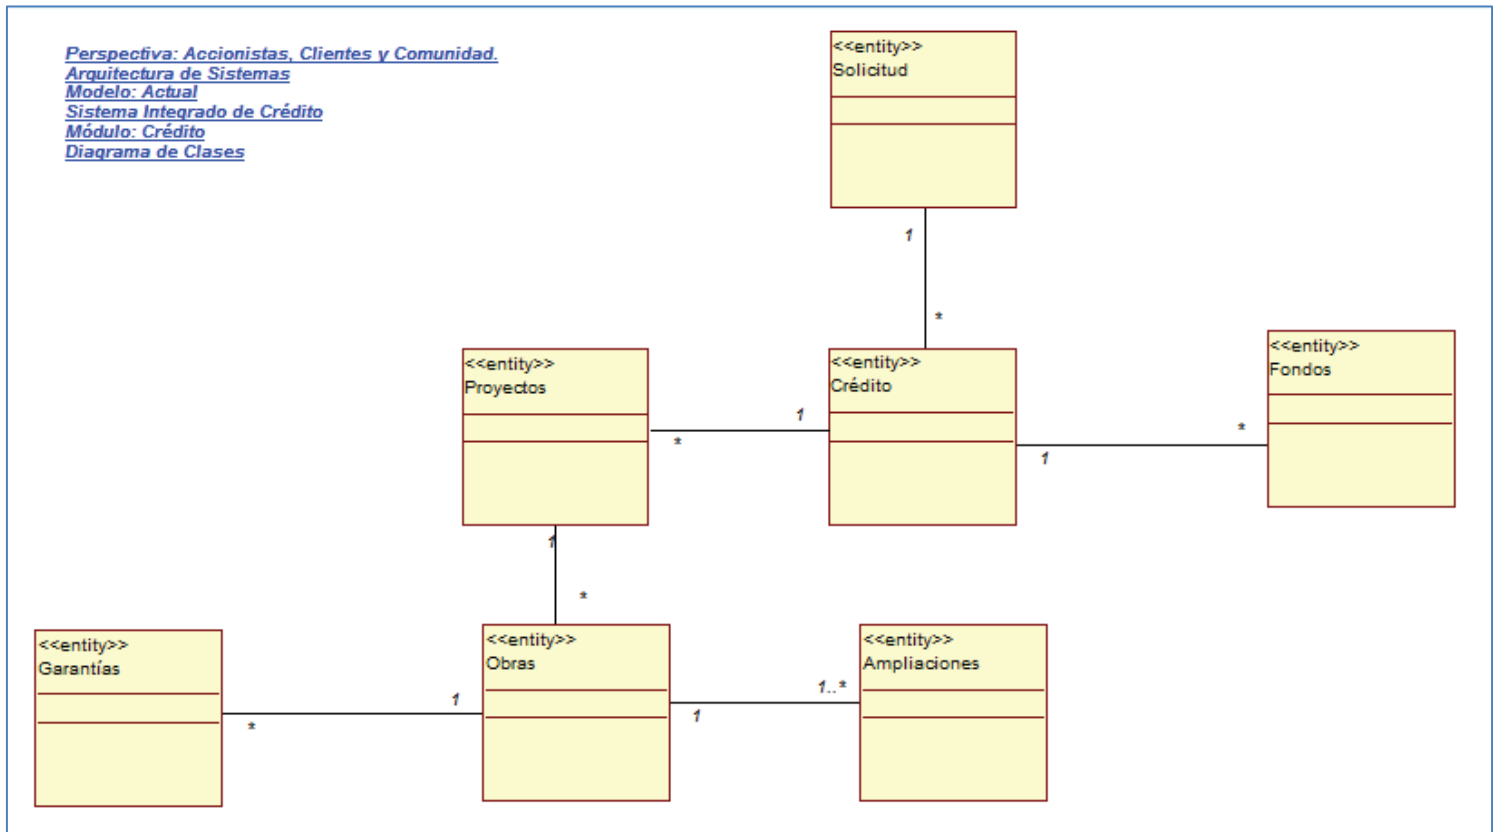 Perspectiva: Accionistas, Clientes y Comunidad.
Arquitectura de Sistemas
Modelo: Actual
Sistema Integrado de Crédito
Módulo: Crédito
Diagrama de Clases
<<entity>>
Solicitud
1
*
<<entity>>
Proyectos
*
1
<<entity>>
Crédito
1
*
<<entity>>
Fondos
1
*
<<entity>>
Garantías
*
1
<<entity>>
Obras
1
1..*
<<entity>>
Ampliaciones